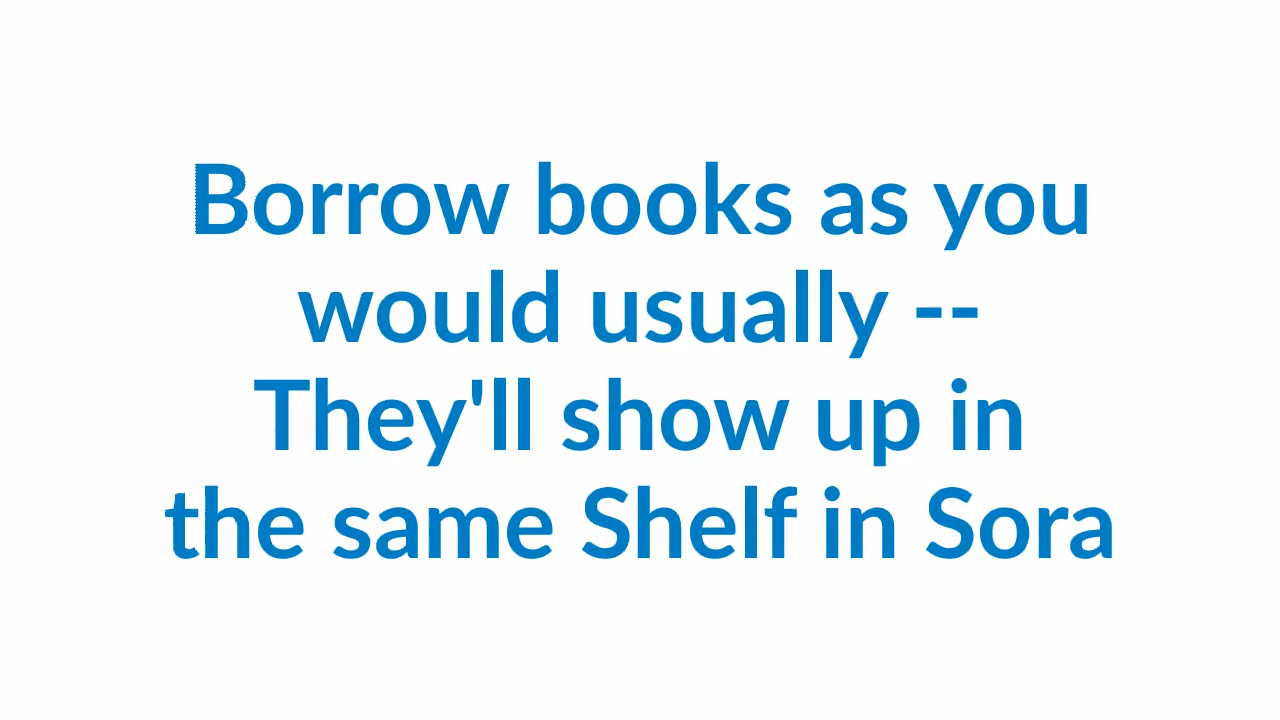 Borrow books as you
would usually --
They'll show up in
the same Shelf in Sora